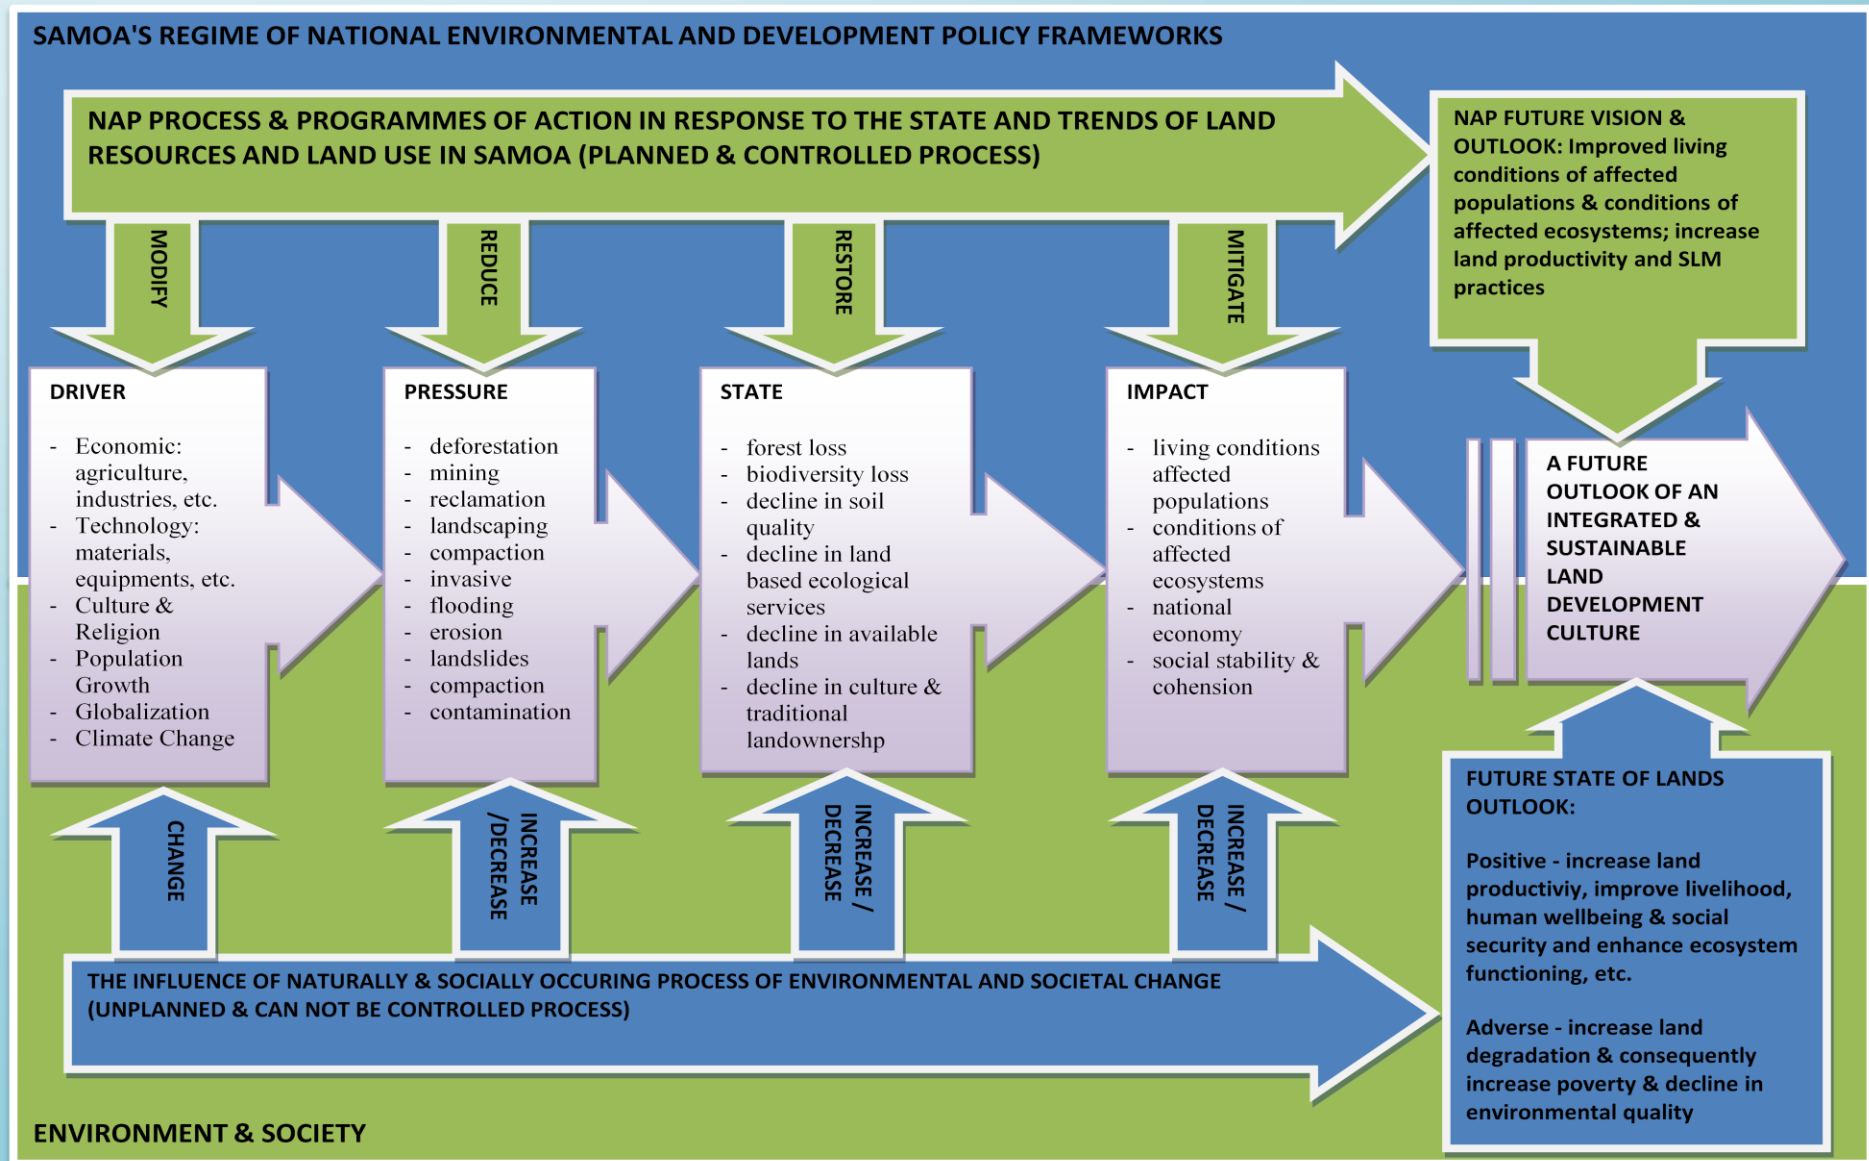 SAMOA'S REGIME OF NATIONAL ENVIRONMENTAL AND DEVELOPMENT POLICY FRAMEWORKS
NAP PROCESS & PROGRAMMES OF ACTION IN RESPONSE TO THE STATE AND TRENDS OF LAND
RESOURCES AND LAND USE IN SAMOA (PLANNED & CONTROLLED PROCESS)
NAP FUTURE VISION &
OUTLOOK: Improved living
conditions of affected
populations & conditions of
affected ecosystems; increase
land productivity and SLM
practices
MODIFY
REDUCE
RESTORE
MITIGATE
DRIVER
- Economic:
agriculture,
industries, etc.
- Technology:
materials,
equipments, etc.
- Culture &
Religion
- Population
Growth
- Globalization
- Climate Change
PRESSURE
- deforestation
- mining
- reclamation
- landscaping
- compaction
- invasive
- flooding
- erosion
- landslides
- compaction
- contamination
STATE
- forest loss
- biodiversity loss
- decline in soil
quality
- decline in land
based ecological
services
- decline in available
lands
- decline in culture &
traditional
landownershp
IMPACT
- living conditions
affected
populations
- conditions of
affected
ecosystems
- national
economy
- social stability &
cohension
A FUTURE
OUTLOOK OF AN
INTEGRATED &
SUSTAINABLE
LAND
DEVELOPMENT
CULTURE
CHANGE
INCREASE
/DECREASE
INCREASE /
DECREASE
INCREASE /
DECREASE
FUTURE STATE OF LANDS
OUTLOOK:
Positive - increase land
productiviy, improve livelihood,
human wellbeing & social
security and enhance ecosystem
functioning, etc.
Adverse - increase land
degradation & consequently
increase poverty & decline in
environmental quality
THE INFLUENCE OF NATURALLY & SOCIALLY OCCURING PROCESS OF ENVIRONMENTAL AND SOCIETAL CHANGE
(UNPLANNED & CAN NOT BE CONTROLLED PROCESS)
ENVIRONMENT & SOCIETY